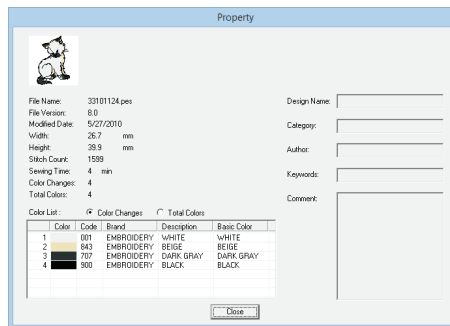 Property
File Name: 33101124.pes
File Version: 8.0
Modified Date: 5/27/2010
Width: 26.7 mm
Height: 39.9 mm
Stitch Count: 1599
Sewing Time: 4 min
Color Changes: 4
Total Colors: 4
Color List : Color Changes Total Colors
Color Code Brand Description Basic Color
1 001 EMBROIDERY WHITE WHITE
2 843 EMBROIDERY BEIGE BEIGE
3 707 EMBROIDERY DARK GRAY DARK GRAY
4 900 EMBROIDERY BLACK BLACK
Design Name:
Category:
Author:
Keywords:
Comment:
Close